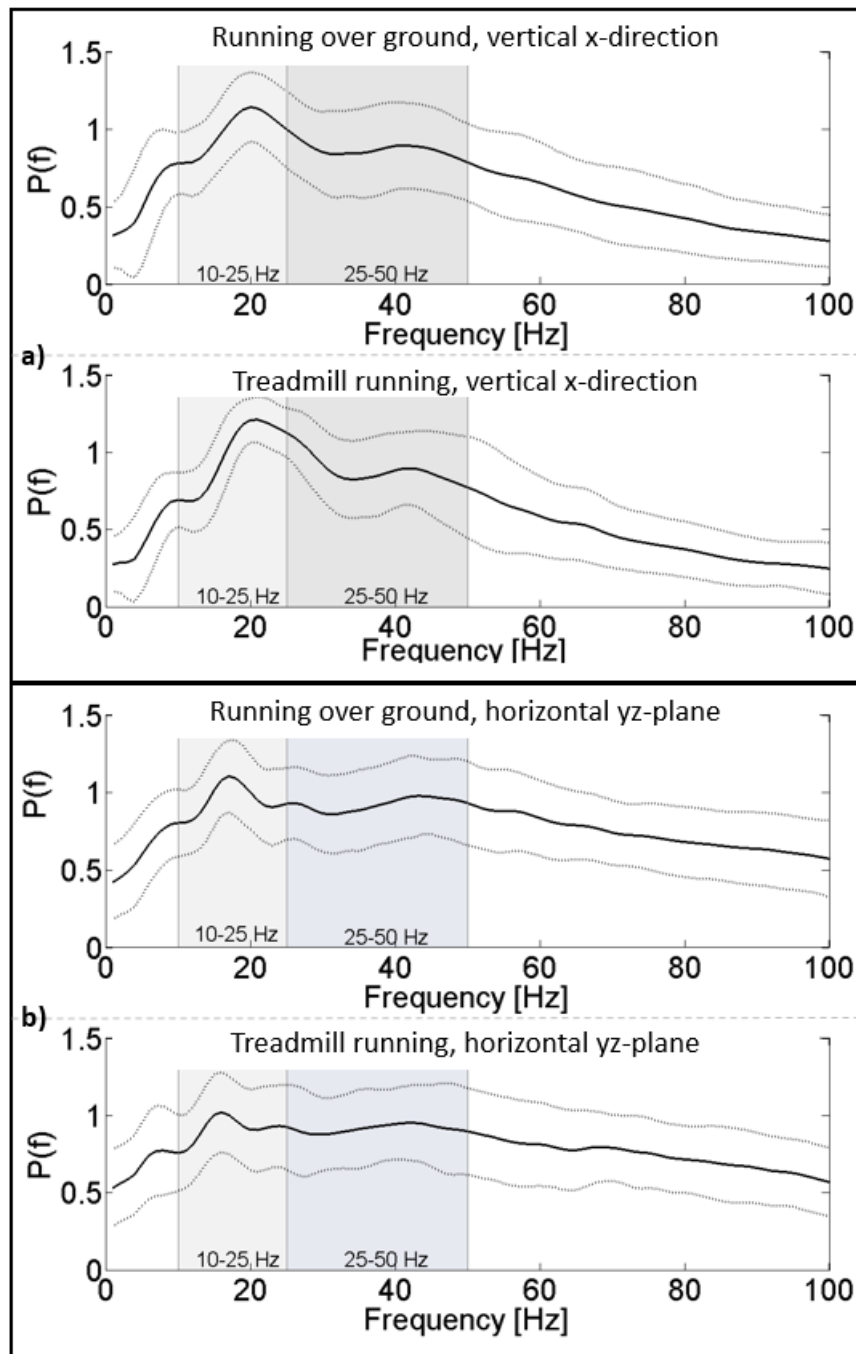 Running over ground, vertical x-direction
1.5
1
0.5
0
P(f)
10-25 Hz 25-50 Hz
0 20 40 60 80 100
Frequency [Hz]
a)
Treadmill running, vertical x-direction
1.5
1
0.5
0
P(f)
10-25 Hz 25-50 Hz
0 20 40 60 80 100
Frequency [Hz]
Running over ground, horizontal yz-plane
1.5
1
0.5
0
P(f)
10-25 Hz 25-50 Hz
0 20 40 60 80 100
Frequency [Hz]
b)
Treadmill running, horizontal yz-plane
1.5
1
0.5
0
P(f)
10-25 Hz 25-50 Hz
0 20 40 60 80 100
Frequency [Hz]